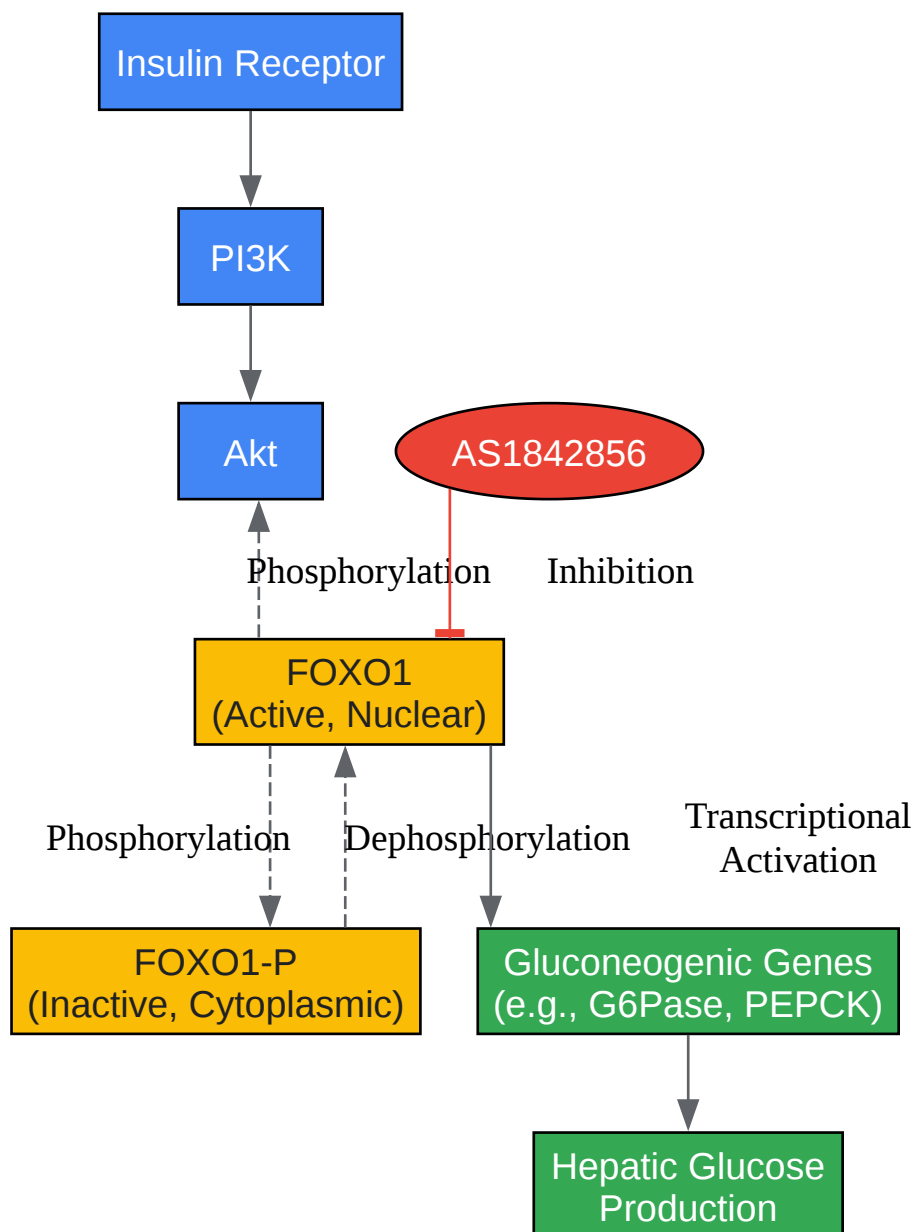 Insulin Receptor
PI3K
Akt
AS1842856
Phosphorylation
Inhibition
FOXO1
(Active, Nuclear)
Phosphorylation
Dephosphorylation
Transcriptional
Activation
FOXO1-P
(Inactive, Cytoplasmic)
Gluconeogenic Genes
(e.g., G6Pase, PEPCK)
Hepatic Glucose
Production